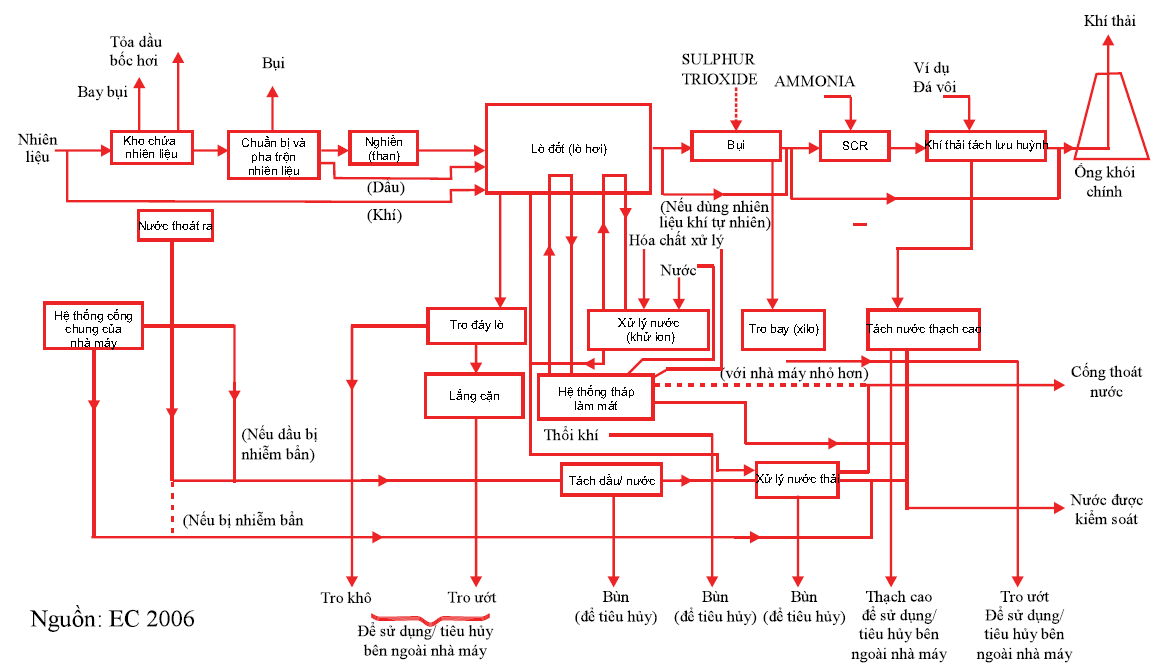 Khí thải
Tỏa dầu
bốc hơi
Bụi
SULPHUR
TRIOXIDE
AMMONIA
Ví dụ
Đá vôi
Bay bụi
Nhiên
liệu
Kho chứa
nhiên liệu
Chuẩn bị và
pha trộn
nhiên liệu
Nghiền
(than)
Lò đốt (lò hơi)
Bụi
SCR
Khí thải tách lưu huỳnh
Ống khói
chính
(Dầu)
(Khí)
(Nếu dùng nhiên
liệu khí tự nhiên)
Nước thoát ra
Hóa chất xử lý
Nước
Hệ thống cống
chung của
nhà máy
Tro đáy lò
Xử lý nước
(khử ion)
Tro bay (xilo)
Tách nước thạch cao
Lắng cặn
Hệ thống tháp
làm mát
(với nhà máy nhỏ hơn)
Cống thoát
nước
(Nếu dầu bị
nhiễm bẩn)
Thổi khí
Tách dầu/ nước
Xử lý nước thải
(Nếu bị nhiễm bẩn
Nước được
kiểm soát
Tro khô
Tro ướt
Để sử dụng/ tiêu hủy
bên ngoài nhà máy
Bùn
(để tiêu hủy)
Bùn
(để tiêu hủy)
Bùn
(để tiêu hủy)
Thạch cao
để sử dụng/
tiêu hủy bên
ngoài nhà máy
Tro ướt
Để sử dụng/
tiêu hủy bên
ngoài nhà máy
Nguồn: EC 2006